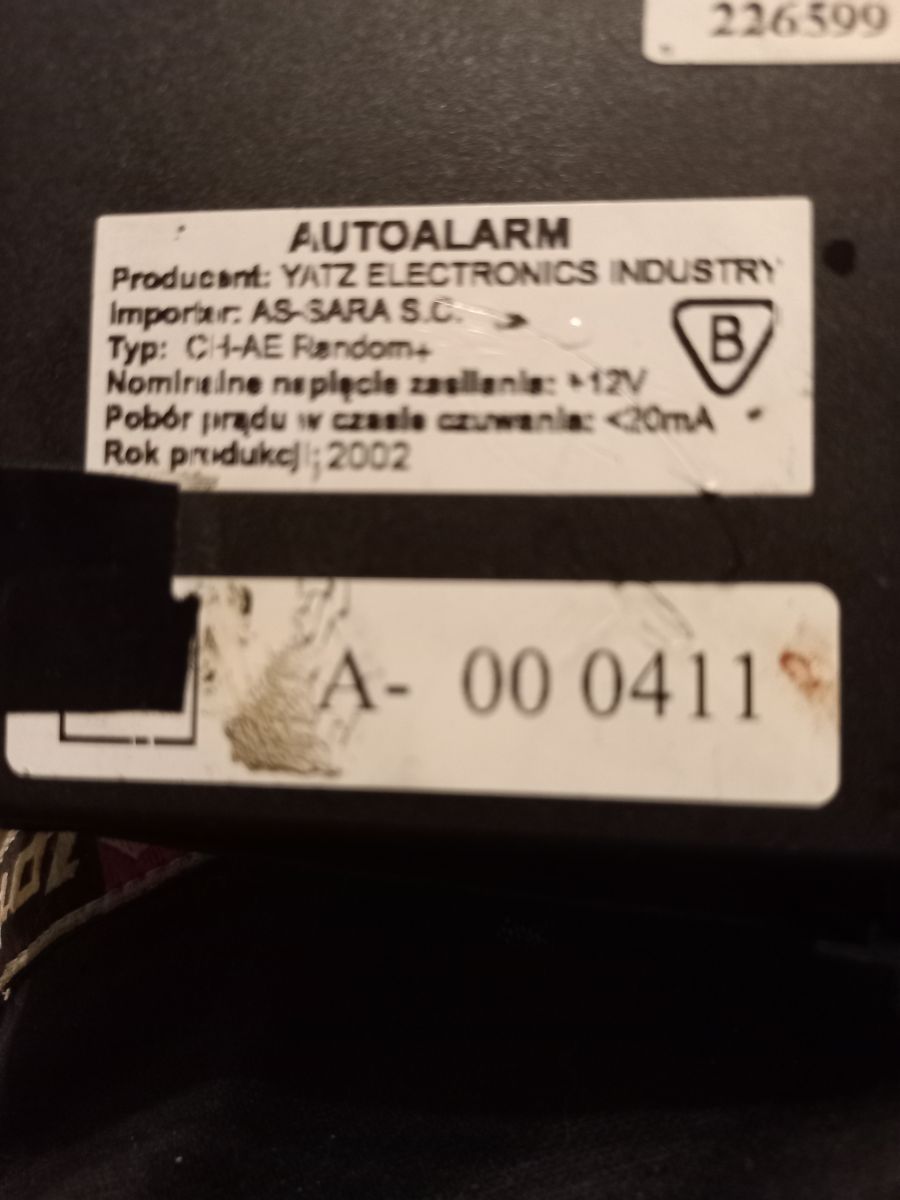 226599
AUTOALARM
Producent: YATZ ELECTRONICS INDUSTRY
Importer: AS-SARA S.C.
Typ: CH-AE Random+
B
Nominalne napięcie zasilania: +12V
Pobór prądu w czasie czuwania: <20mA
Rok produkcji: 2002
A- 00 0411